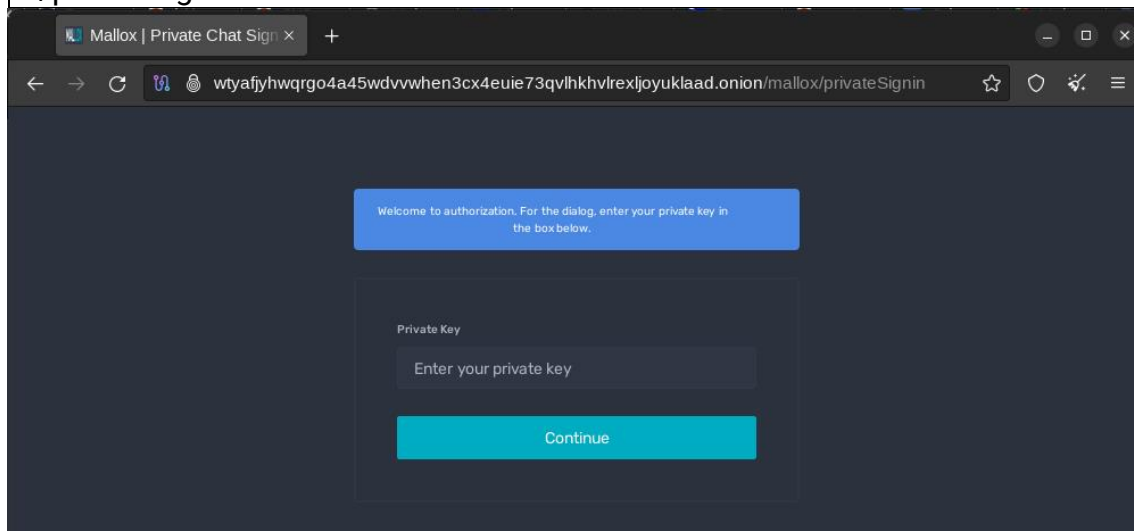 Mallox | Private Chat Sign
wtyafjyhwqrgo4a45wdvvwhen3cx4euie73qvlhkhvlrexljoyuklaad.onion/mallox/privateSignin
Welcome to authorization. For the dialog, enter your private key in
the box below.
Private Key
Enter your private key
Continue